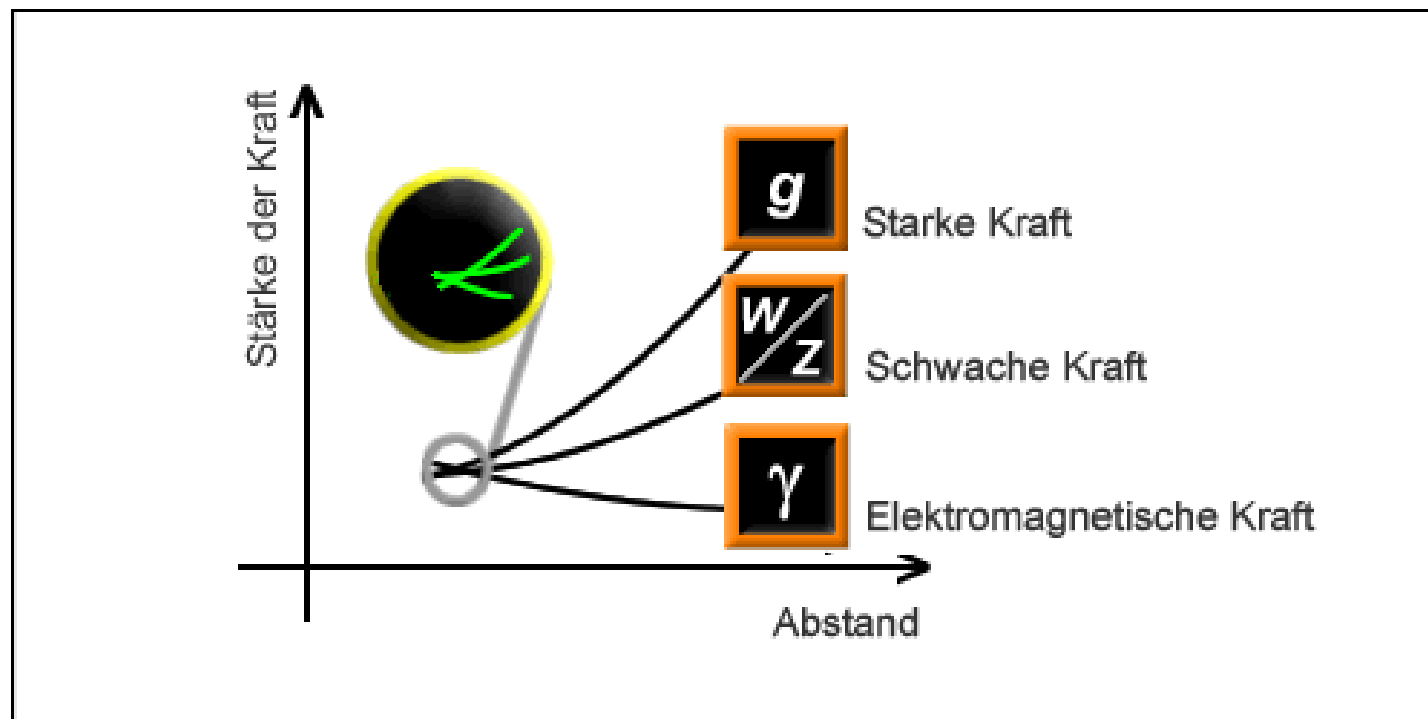 Stärke der Kraft
g
Starke Kraft
W/Z
Schwache Kraft
γ
Elektromagnetische Kraft
Abstand